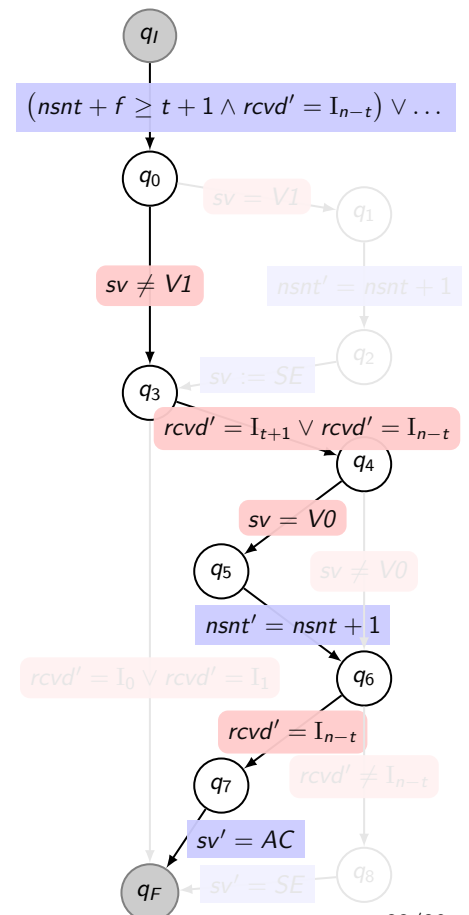 q_I
(nsnt + f ≥ t + 1 ∧ rcvd′ = I_{n−t}) ∨ …
q_0
sv = V1
q_1
sv ≠ V1
nsnt′ = nsnt + 1
q_2
sv := SE
q_3
rcvd′ = I_{t+1} ∨ rcvd′ = I_{n−t}
q_4
sv = V0
q_5
sv ≠ V0
nsnt′ = nsnt + 1
rcvd′ = I_0 ∨ rcvd′ = I_1
q_6
rcvd′ = I_{n−t}
rcvd′ ≠ I_{n−t}
q_7
sv′ = AC
q_8
sv′ = SE
q_F